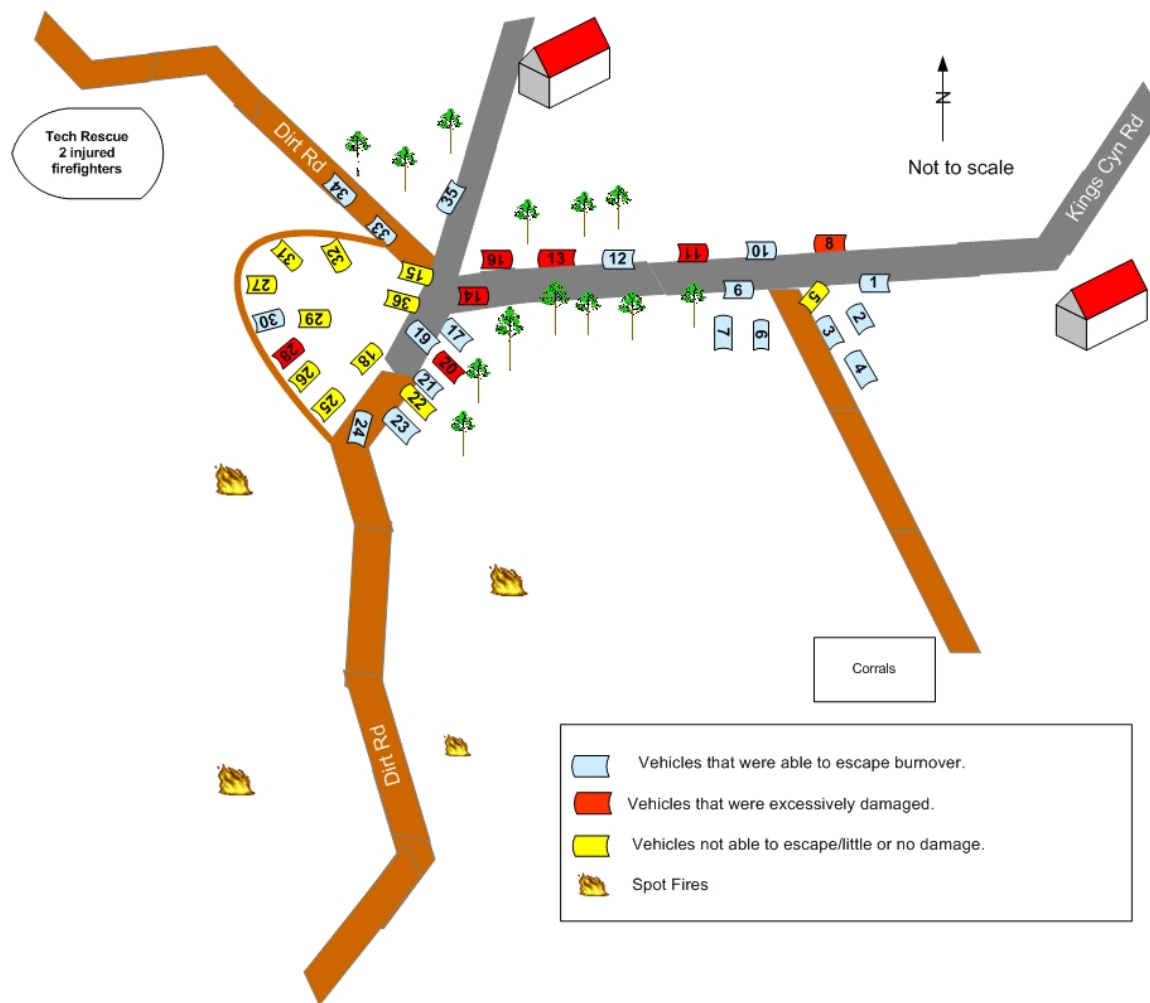 Tech Rescue
2 injured
firefighters
Dirt Rd
N
Not to scale
Kings Cyn Rd
34
33
35
31
32
27
30
29
28
26
25
18
15
36
16
13
12
11
10
8
14
9
1
5
7
6
3
2
4
19
17
20
21
22
23
24
Corrals
Dirt Rd
Vehicles that were able to escape burnover.
Vehicles that were excessively damaged.
Vehicles not able to escape/little or no damage.
Spot Fires